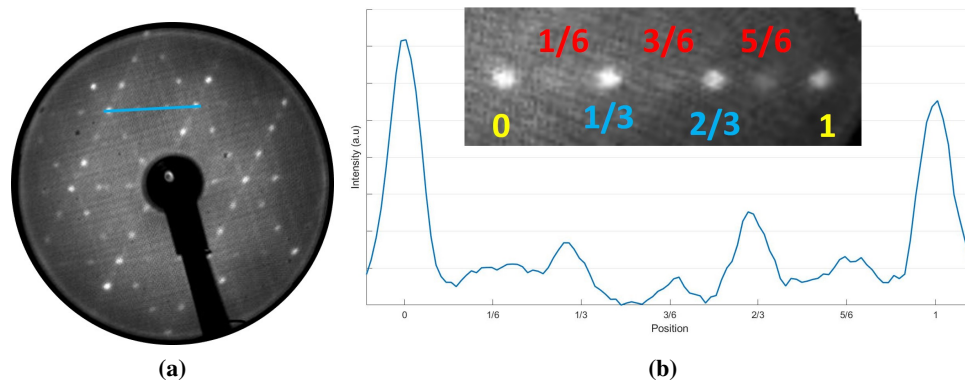 1/6 3/6 5/6
0 1/3 2/3 1
Intensity (a.u)
0 1/6 1/3 3/6 2/3 5/6 1
Position
(a) (b)